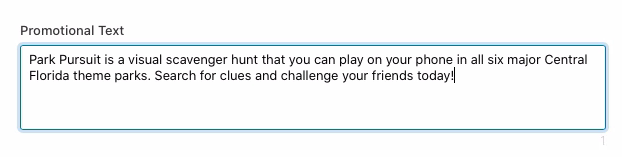 Promotional Text
Park Pursuit is a visual scavenger hunt that you can play on your phone in all six major Central
Florida theme parks. Search for clues and challenge your friends today!
1